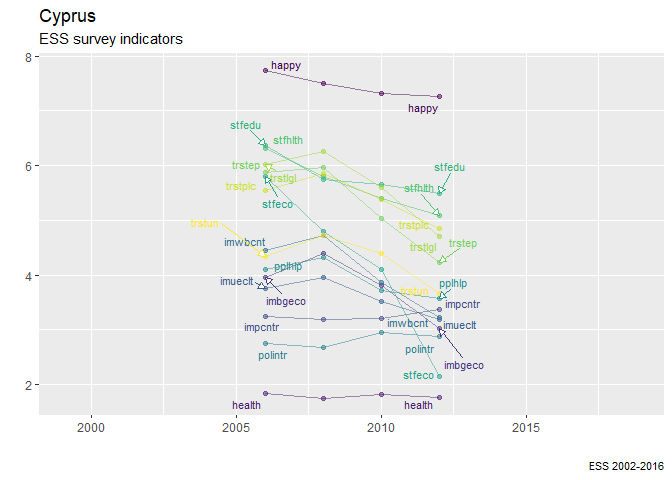 Cyprus
ESS survey indicators
8
happy
happy
stfedu
stfhlth
6
trstep
stfedu
trstlgl
stfhlth
trstplc
stfeco
trstun
trstplc
imwbcnt
trstlgl
trstep
4
pplhlp
imueclt
pplhlp
trstun
imbgeco
impcntr
impcntr
imwbcnt
imueclt
polintr
polintr
imbgeco
stfeco
2
health
health
2000
2005
2010
2015
ESS 2002-2016